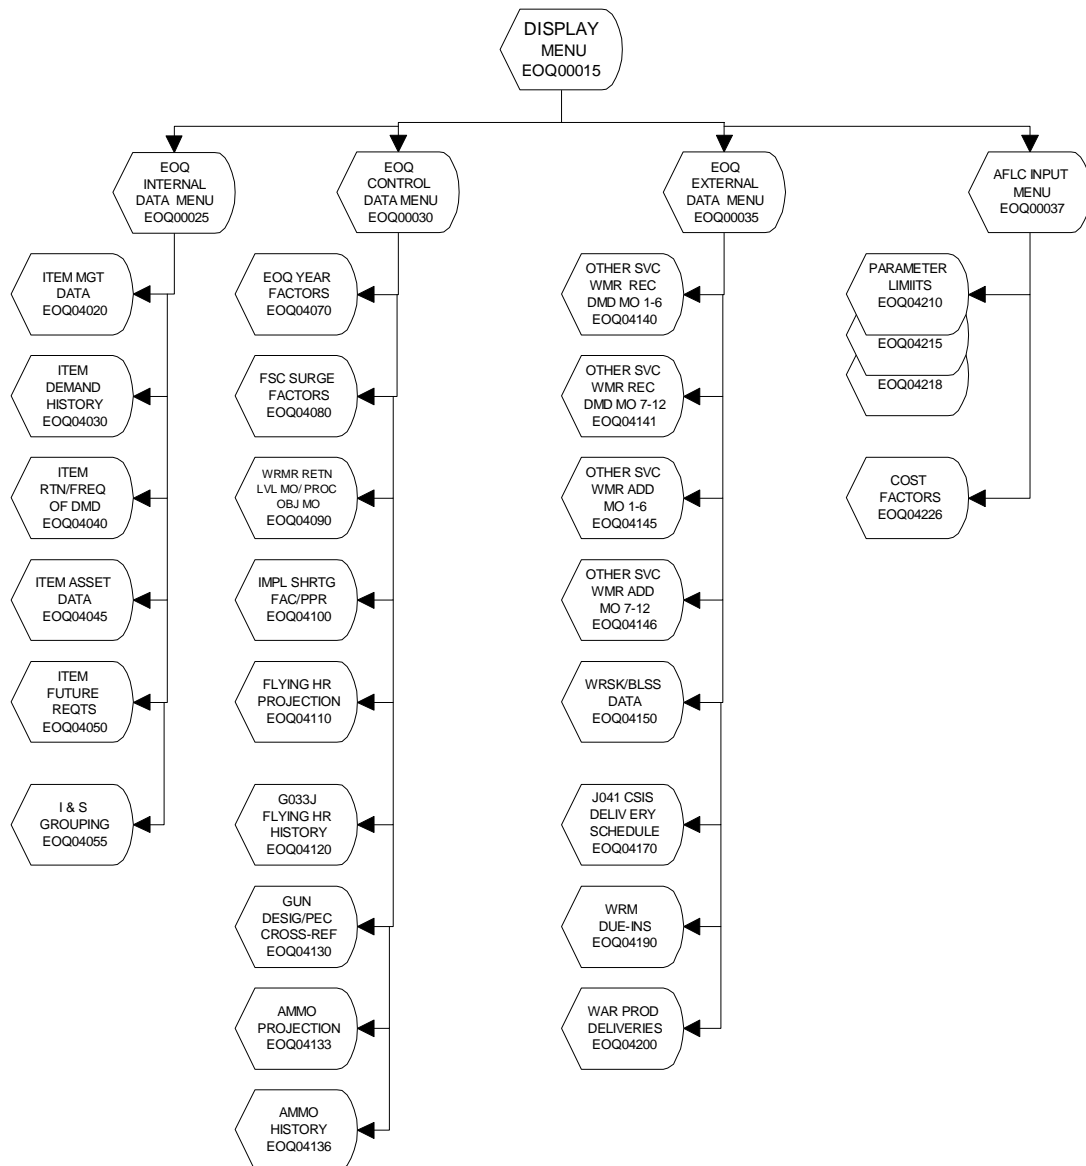 DISPLAY
MENU
EOQ00015
EOQ
INTERNAL
DATA MENU
EOQ00025
EOQ
CONTROL
DATA MENU
EOQ00030
EOQ
EXTERNAL
DATA MENU
EOQ00035
AFLC INPUT
MENU
EOQ00037
ITEM MGT
DATA
EOQ04020
ITEM
DEMAND
HISTORY
EOQ04030
ITEM
RTN/FREQ
OF DMD
EOQ04040
ITEM ASSET
DATA
EOQ04045
ITEM
FUTURE
REQTS
EOQ04050
I & S
GROUPING
EOQ04055
EOQ YEAR
FACTORS
EOQ04070
FSC SURGE
FACTORS
EOQ04080
WRMR RETN
LVL MO/ PROC
OBJ MO
EOQ04090
IMPL SHRTG
FAC/PPR
EOQ04100
FLYING HR
PROJECTION
EOQ04110
G033J
FLYING HR
HISTORY
EOQ04120
GUN
DESIG/PEC
CROSS-REF
EOQ04130
AMMO
PROJECTION
EOQ04133
AMMO
HISTORY
EOQ04136
OTHER SVC
WMR REC
DMD MO 1-6
EOQ04140
OTHER SVC
WMR REC
DMD MO 7-12
EOQ04141
OTHER SVC
WMR ADD
MO 1-6
EOQ04145
OTHER SVC
WMR ADD
MO 7-12
EOQ04146
WRSK/BLSS
DATA
EOQ04150
J041 CSIS
DELIV ERY
SCHEDULE
EOQ04170
WRM
DUE-INS
EOQ04190
WAR PROD
DELIVERIES
EOQ04200
PARAMETER
LIMIITS
EOQ04210
EOQ04215
EOQ04218
COST
FACTORS
EOQ04226